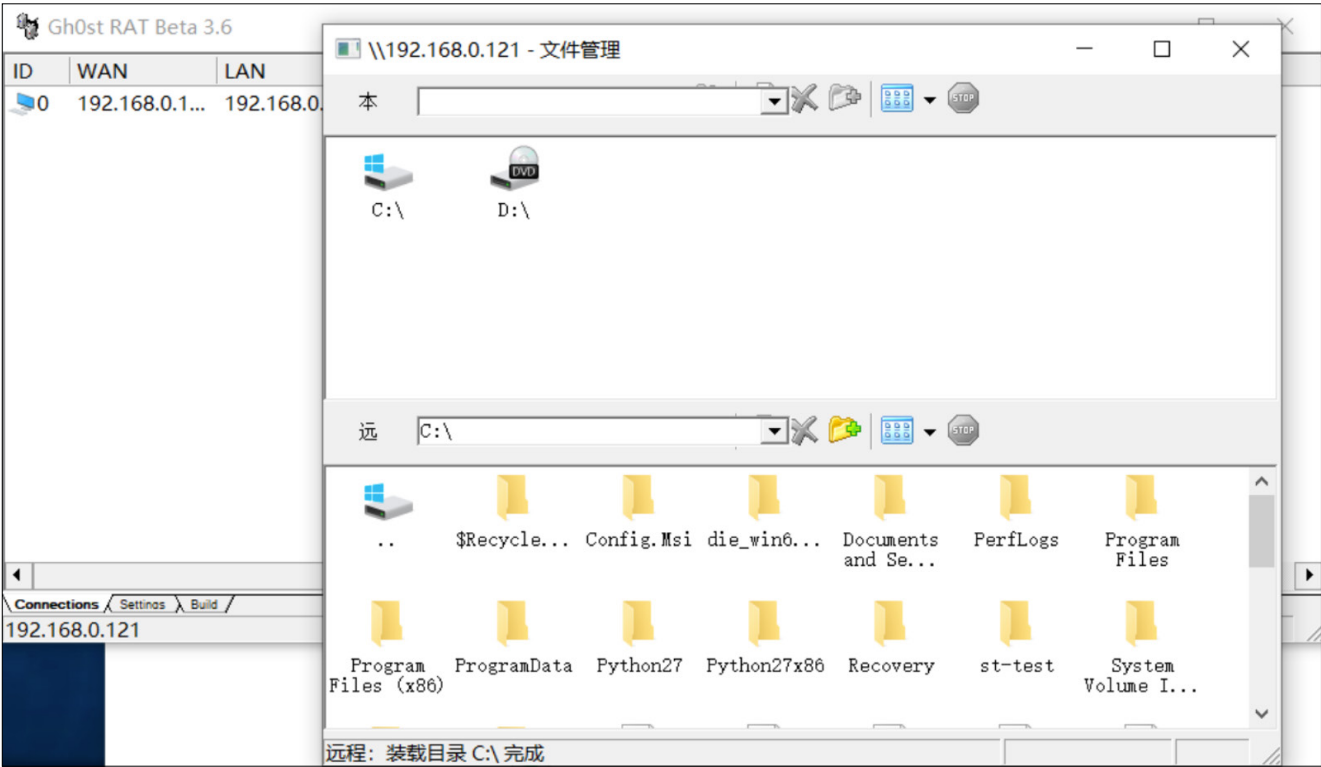 Gh0st RAT Beta 3.6
ID WAN LAN
0 192.168.0.1... 192.168.0.
\\192.168.0.121 - 文件管理
本
STOP
C:\ D:\
DVD
远 C:\
STOP
.. $Recycle... Config.Msi die_win6... Documents and Se... PerfLogs Program Files
Program Files (x86) ProgramData Python27 Python27x86 Recovery st-test System Volume I...
远程：装载目录 C:\ 完成
Connections Settings Build
192.168.0.121